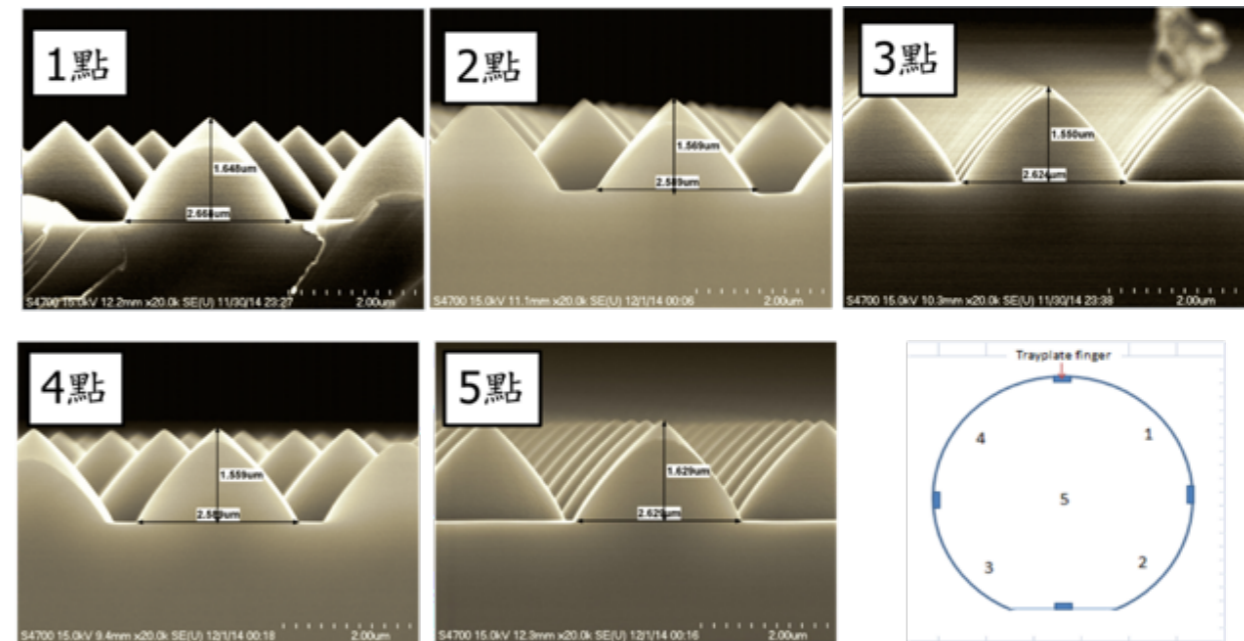 1點
1.648um
2.668um
S4700 15.0kV 12.2mm x20.0k SE(U) 11/30/14 23:27
2.00um
2點
1.569um
2.589um
S4700 15.0kV 11.1mm x20.0k SE(U) 12/1/14 00:06
2.00um
3點
1.550um
2.624um
S4700 15.0kV 10.3mm x20.0k SE(U) 11/30/14 23:38
2.00um
4點
1.559um
S4700 15.0kV 9.4mm x20.0k SE(U) 12/1/14 00:18
2.00um
5點
1.629um
2.629um
S4700 15.0kV 12.3mm x20.0k SE(U) 12/1/14 00:16
2.00um
Trayplate finger
4
1
5
3
2